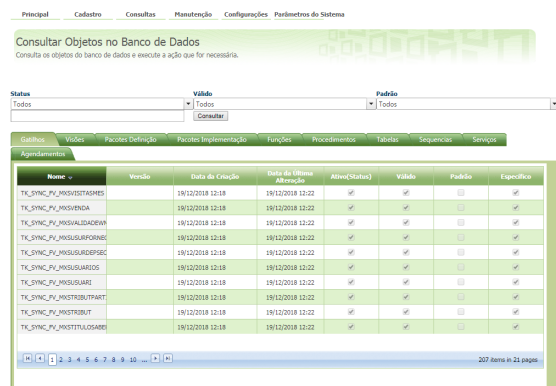 Principal Cadastro Consultas Manutenção Configurações Parâmetros do Sistema
Consultar Objetos no Banco de Dados
Consulta os objetos do banco de dados e execute a ação que for necessária.
Status Válido Padrão
Todos Todos Todos
Consultar
Gatilhos Visões Pacotes Definição Pacotes Implementação Funções Procedimentos Tabelas Sequencias Serviços
Agendamentos
Nome Versão Data da Criação Data da Última Alteração Ativo(Status) Válido Padrão Específico
TK_SYNC_FV_MXSVISITASMES 19/12/2018 12:18 19/12/2018 12:22
TK_SYNC_FV_MXSVENDA 19/12/2018 12:18 19/12/2018 12:22
TK_SYNC_FV_MXSVALIDADEWM 19/12/2018 12:18 19/12/2018 12:22
TK_SYNC_FV_MXSUSURFORNEC 19/12/2018 12:18 19/12/2018 12:22
TK_SYNC_FV_MXSUSURDEPSEC 19/12/2018 12:18 19/12/2018 12:22
TK_SYNC_FV_MXSUSUARIOS 19/12/2018 12:18 19/12/2018 12:22
TK_SYNC_FV_MXSUSUARI 19/12/2018 12:18 19/12/2018 12:22
TK_SYNC_FV_MXSTRIBUTPART 19/12/2018 12:18 19/12/2018 12:22
TK_SYNC_FV_MXSTRIBUT 19/12/2018 12:18 19/12/2018 12:22
TK_SYNC_FV_MXSTITULOSABE 19/12/2018 12:18 19/12/2018 12:22
1 2 3 4 5 6 7 8 9 10 ... 207 items in 21 pages